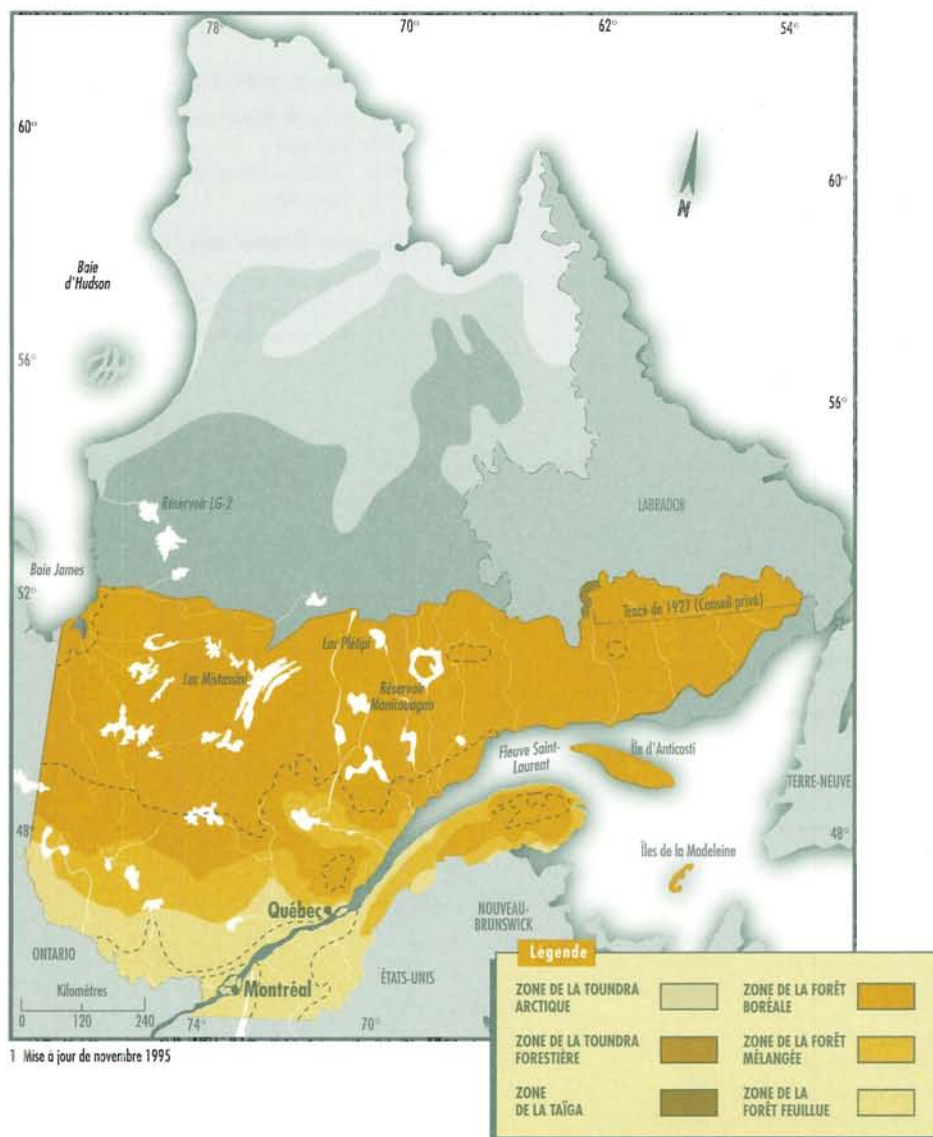 78°
70°
62°
54°
60°
60°
Baie
d'Hudson
N
56°
56°
Réservoir LG-2
LABRADOR
Baie James
52°
52°
Tracé de 1927 (Conseil privé)
Lac Plétipi
Lac Mistassini
Réservoir
Manicouagan
Fleuve Saint-
Laurent
Île d'Anticosti
TERRE-NEUVE
48°
48°
Îles de la Madeleine
Québec
NOUVEAU-
BRUNSWICK
ONTARIO
ÉTATS-UNIS
Montréal
Kilomètres
0 120 240
74°
70°
Légende
ZONE DE LA TOUNDRA
ARCTIQUE
ZONE DE LA FORÊT
BORÉALE
ZONE DE LA TOUNDRA
FORESTIÈRE
ZONE DE LA FORÊT
MÉLANGÉE
ZONE
DE LA TAÏGA
ZONE DE LA
FORÊT FEUILLUE
1 Mise à jour de novembre 1995